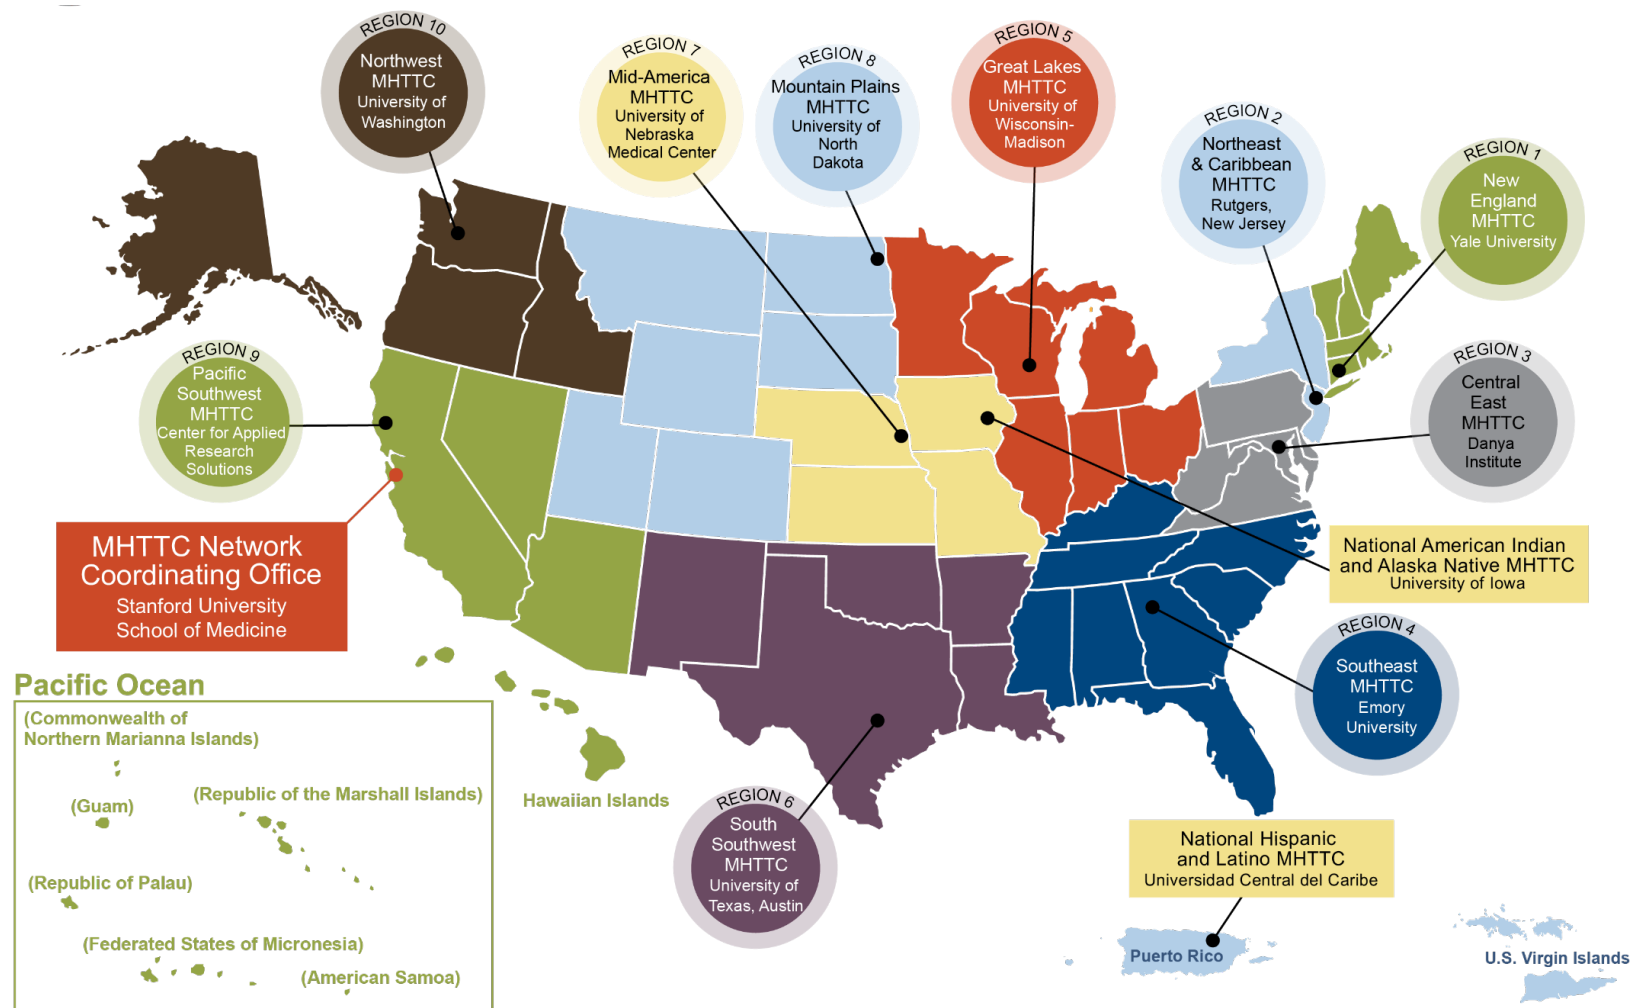 REGION 10
Northwest
MHTTC
University of
Washington
REGION 7
Mid-America
MHTTC
University of
Nebraska
Medical Center
REGION 8
Mountain Plains
MHTTC
University of
North
Dakota
REGION 5
Great Lakes
MHTTC
University of
Wisconsin-
Madison
REGION 2
Northeast
& Caribbean
MHTTC
Rutgers,
New Jersey
REGION 1
New
England
MHTTC
Yale University
REGION 9
Pacific
Southwest
MHTTC
Center for Applied
Research
Solutions
REGION 3
Central
East
MHTTC
Danya
Institute
MHTTC Network
Coordinating Office
Stanford University
School of Medicine
National American Indian
and Alaska Native MHTTC
University of Iowa
REGION 4
Southeast
MHTTC
Emory
University
Pacific Ocean
(Commonwealth of
Northern Marianna Islands)
(Guam)
(Republic of the Marshall Islands)
(Republic of Palau)
(Federated States of Micronesia)
(American Samoa)
Hawaiian Islands
REGION 6
South
Southwest
MHTTC
University of
Texas, Austin
National Hispanic
and Latino MHTTC
Universidad Central del Caribe
Puerto Rico
U.S. Virgin Islands